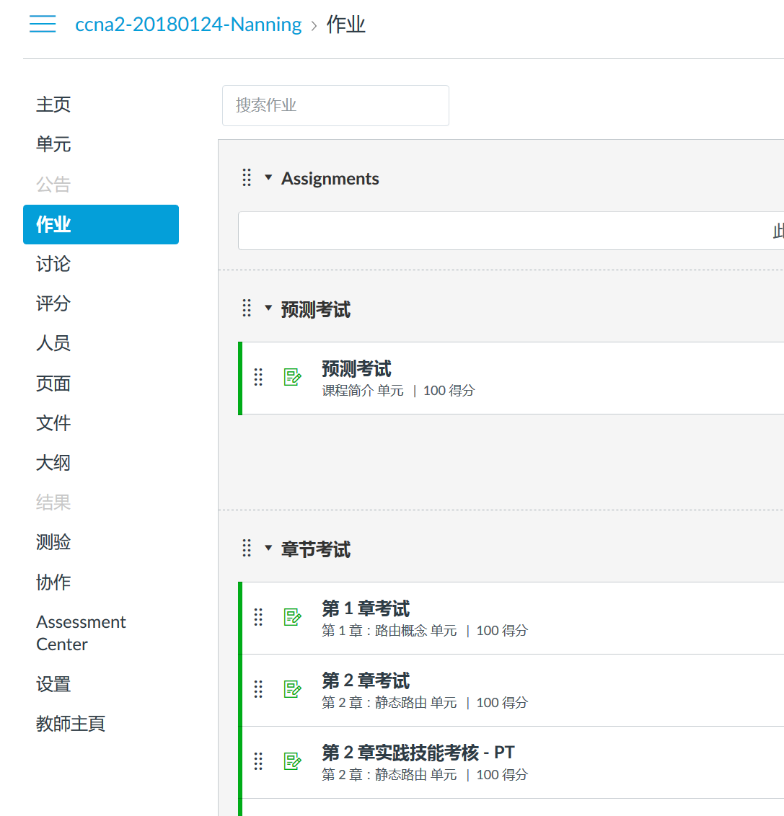 ccna2-20180124-Nanning › 作业
主页
单元
公告
作业
讨论
评分
人员
页面
文件
大纲
结果
测验
协作
Assessment
Center
设置
教師主頁
搜索作业
Assignments
此
预测考试
预测考试
课程简介 单元 | 100 得分
章节考试
第 1 章考试
第 1 章：路由概念 单元 | 100 得分
第 2 章考试
第 2 章：静态路由 单元 | 100 得分
第 2 章实践技能考核 - PT
第 2 章：静态路由 单元 | 100 得分